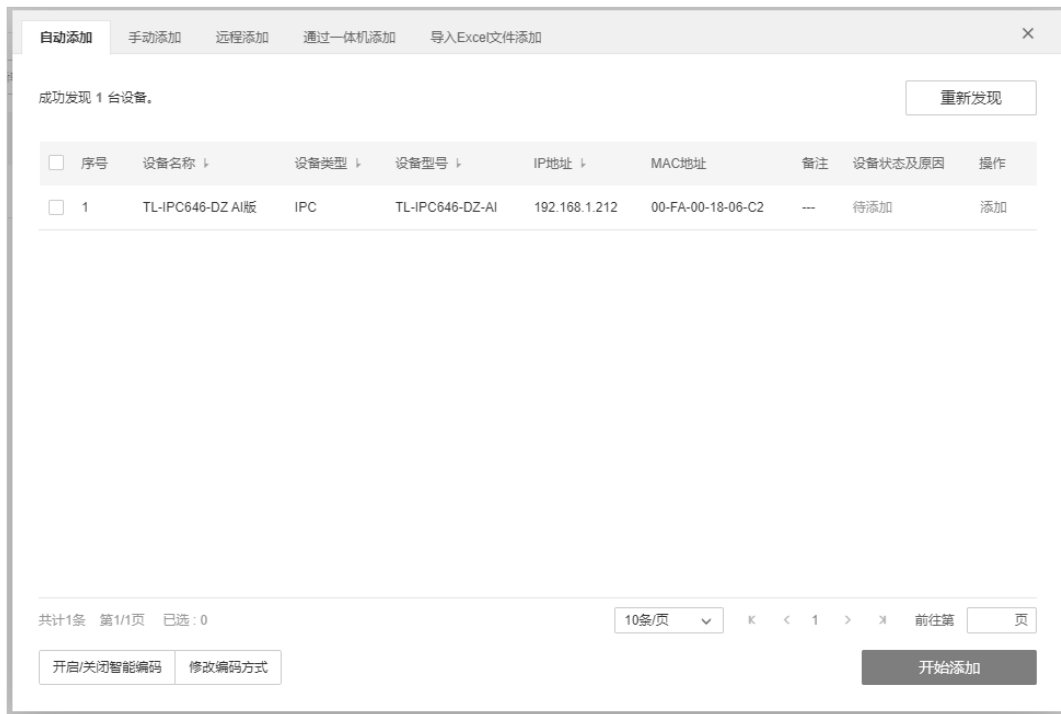 自动添加 手动添加 远程添加 通过一体机添加 导入Excel文件添加
成功发现 1 台设备。 重新发现
序号 设备名称 设备类型 设备型号 IP地址 MAC地址 备注 设备状态及原因 操作
1 TL-IPC646-DZ AI版 IPC TL-IPC646-DZ-AI 192.168.1.212 00-FA-00-18-06-C2 --- 待添加 添加
共计1条 第1/1页 已选 : 0 10条/页 1 前往第 页
开启/关闭智能编码 修改编码方式 开始添加